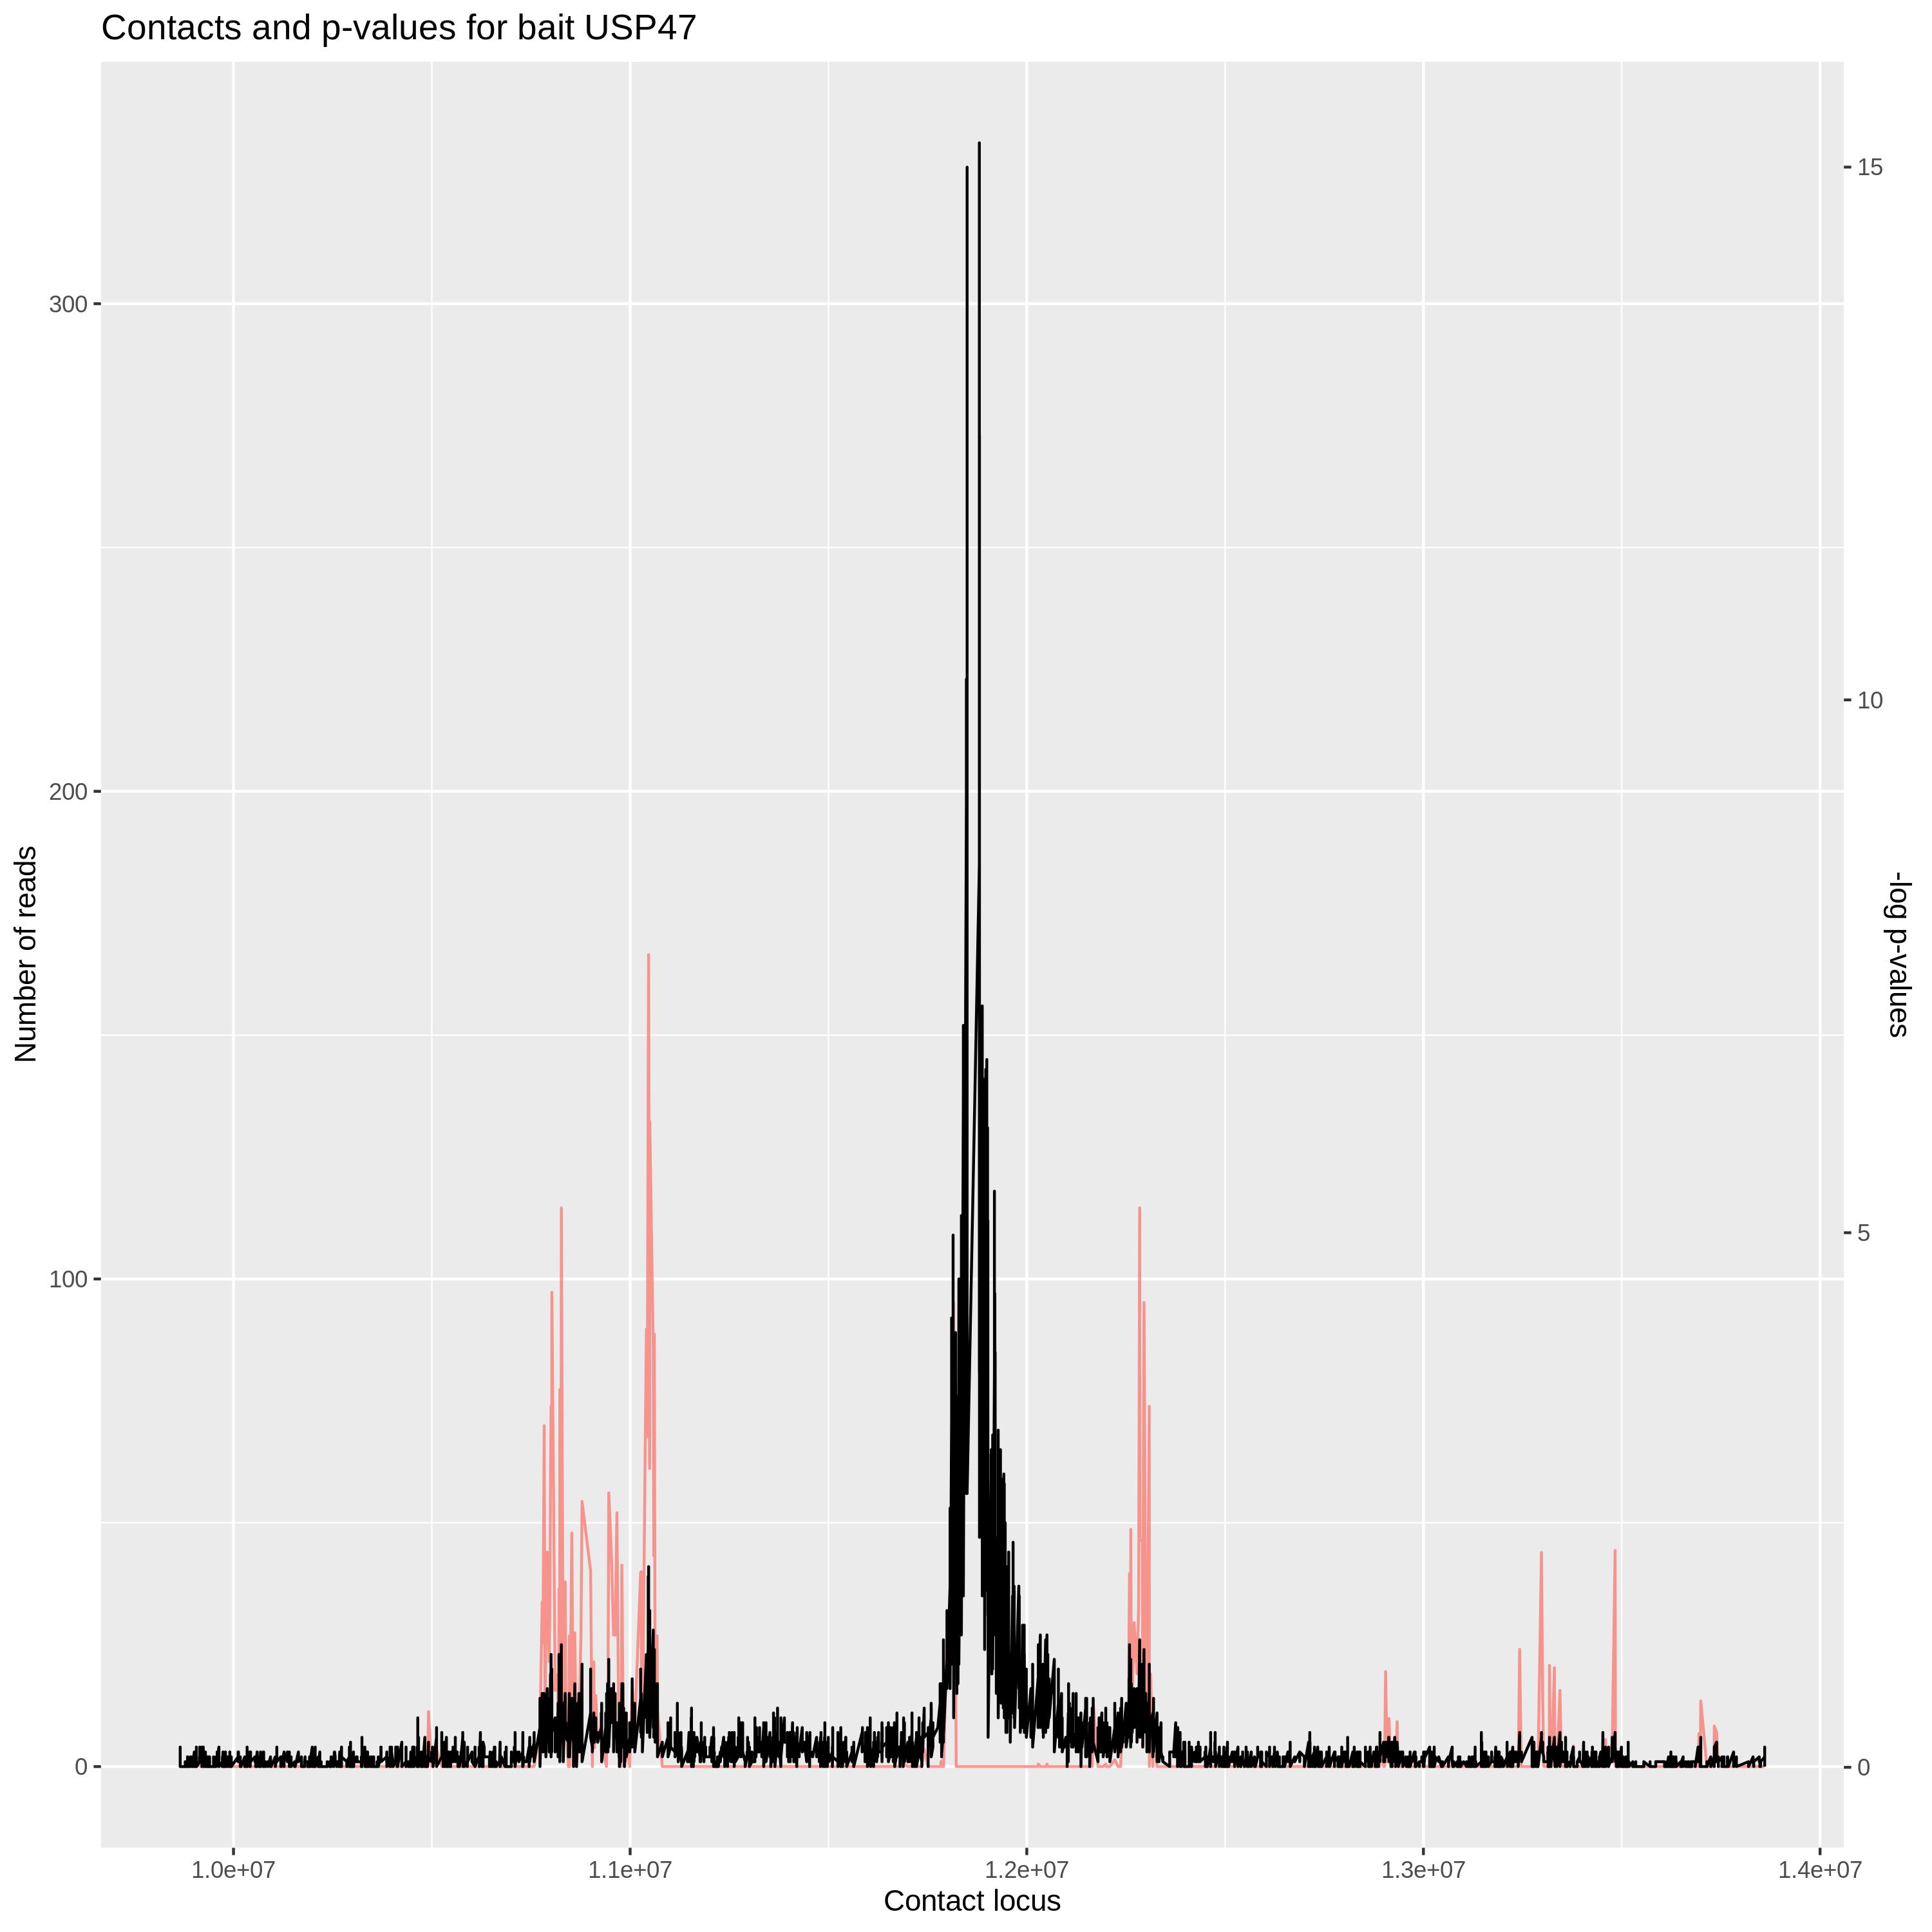 Contacts and p-values for bait USP47
300
200
100
0
15
10
5
0
Number of reads
-log p-values
1.0e+07
1.1e+07
1.2e+07
1.3e+07
1.4e+07
Contact locus